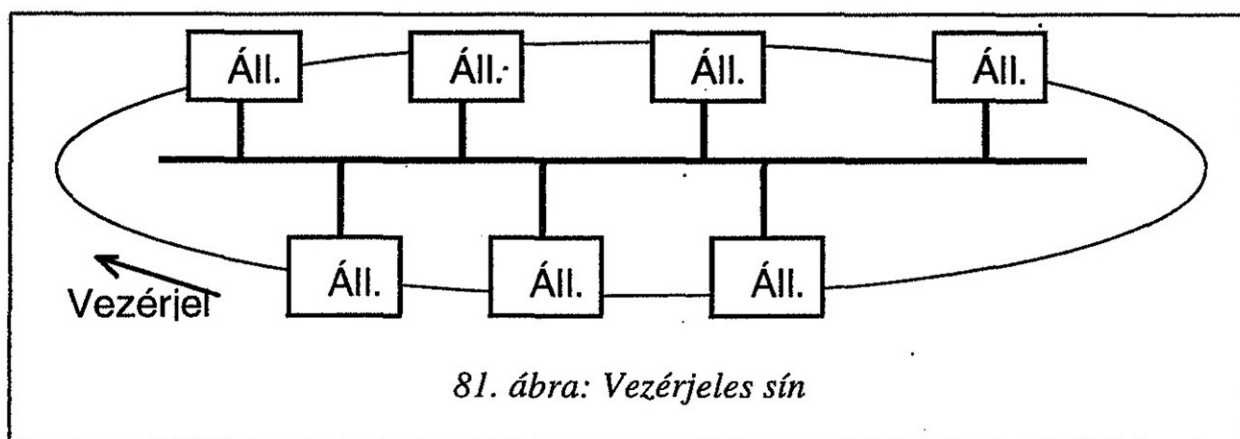 Áll. Áll. Áll. Áll.
Áll. Áll. Áll.
Vezérjel
81. ábra: Vezérjeles sín